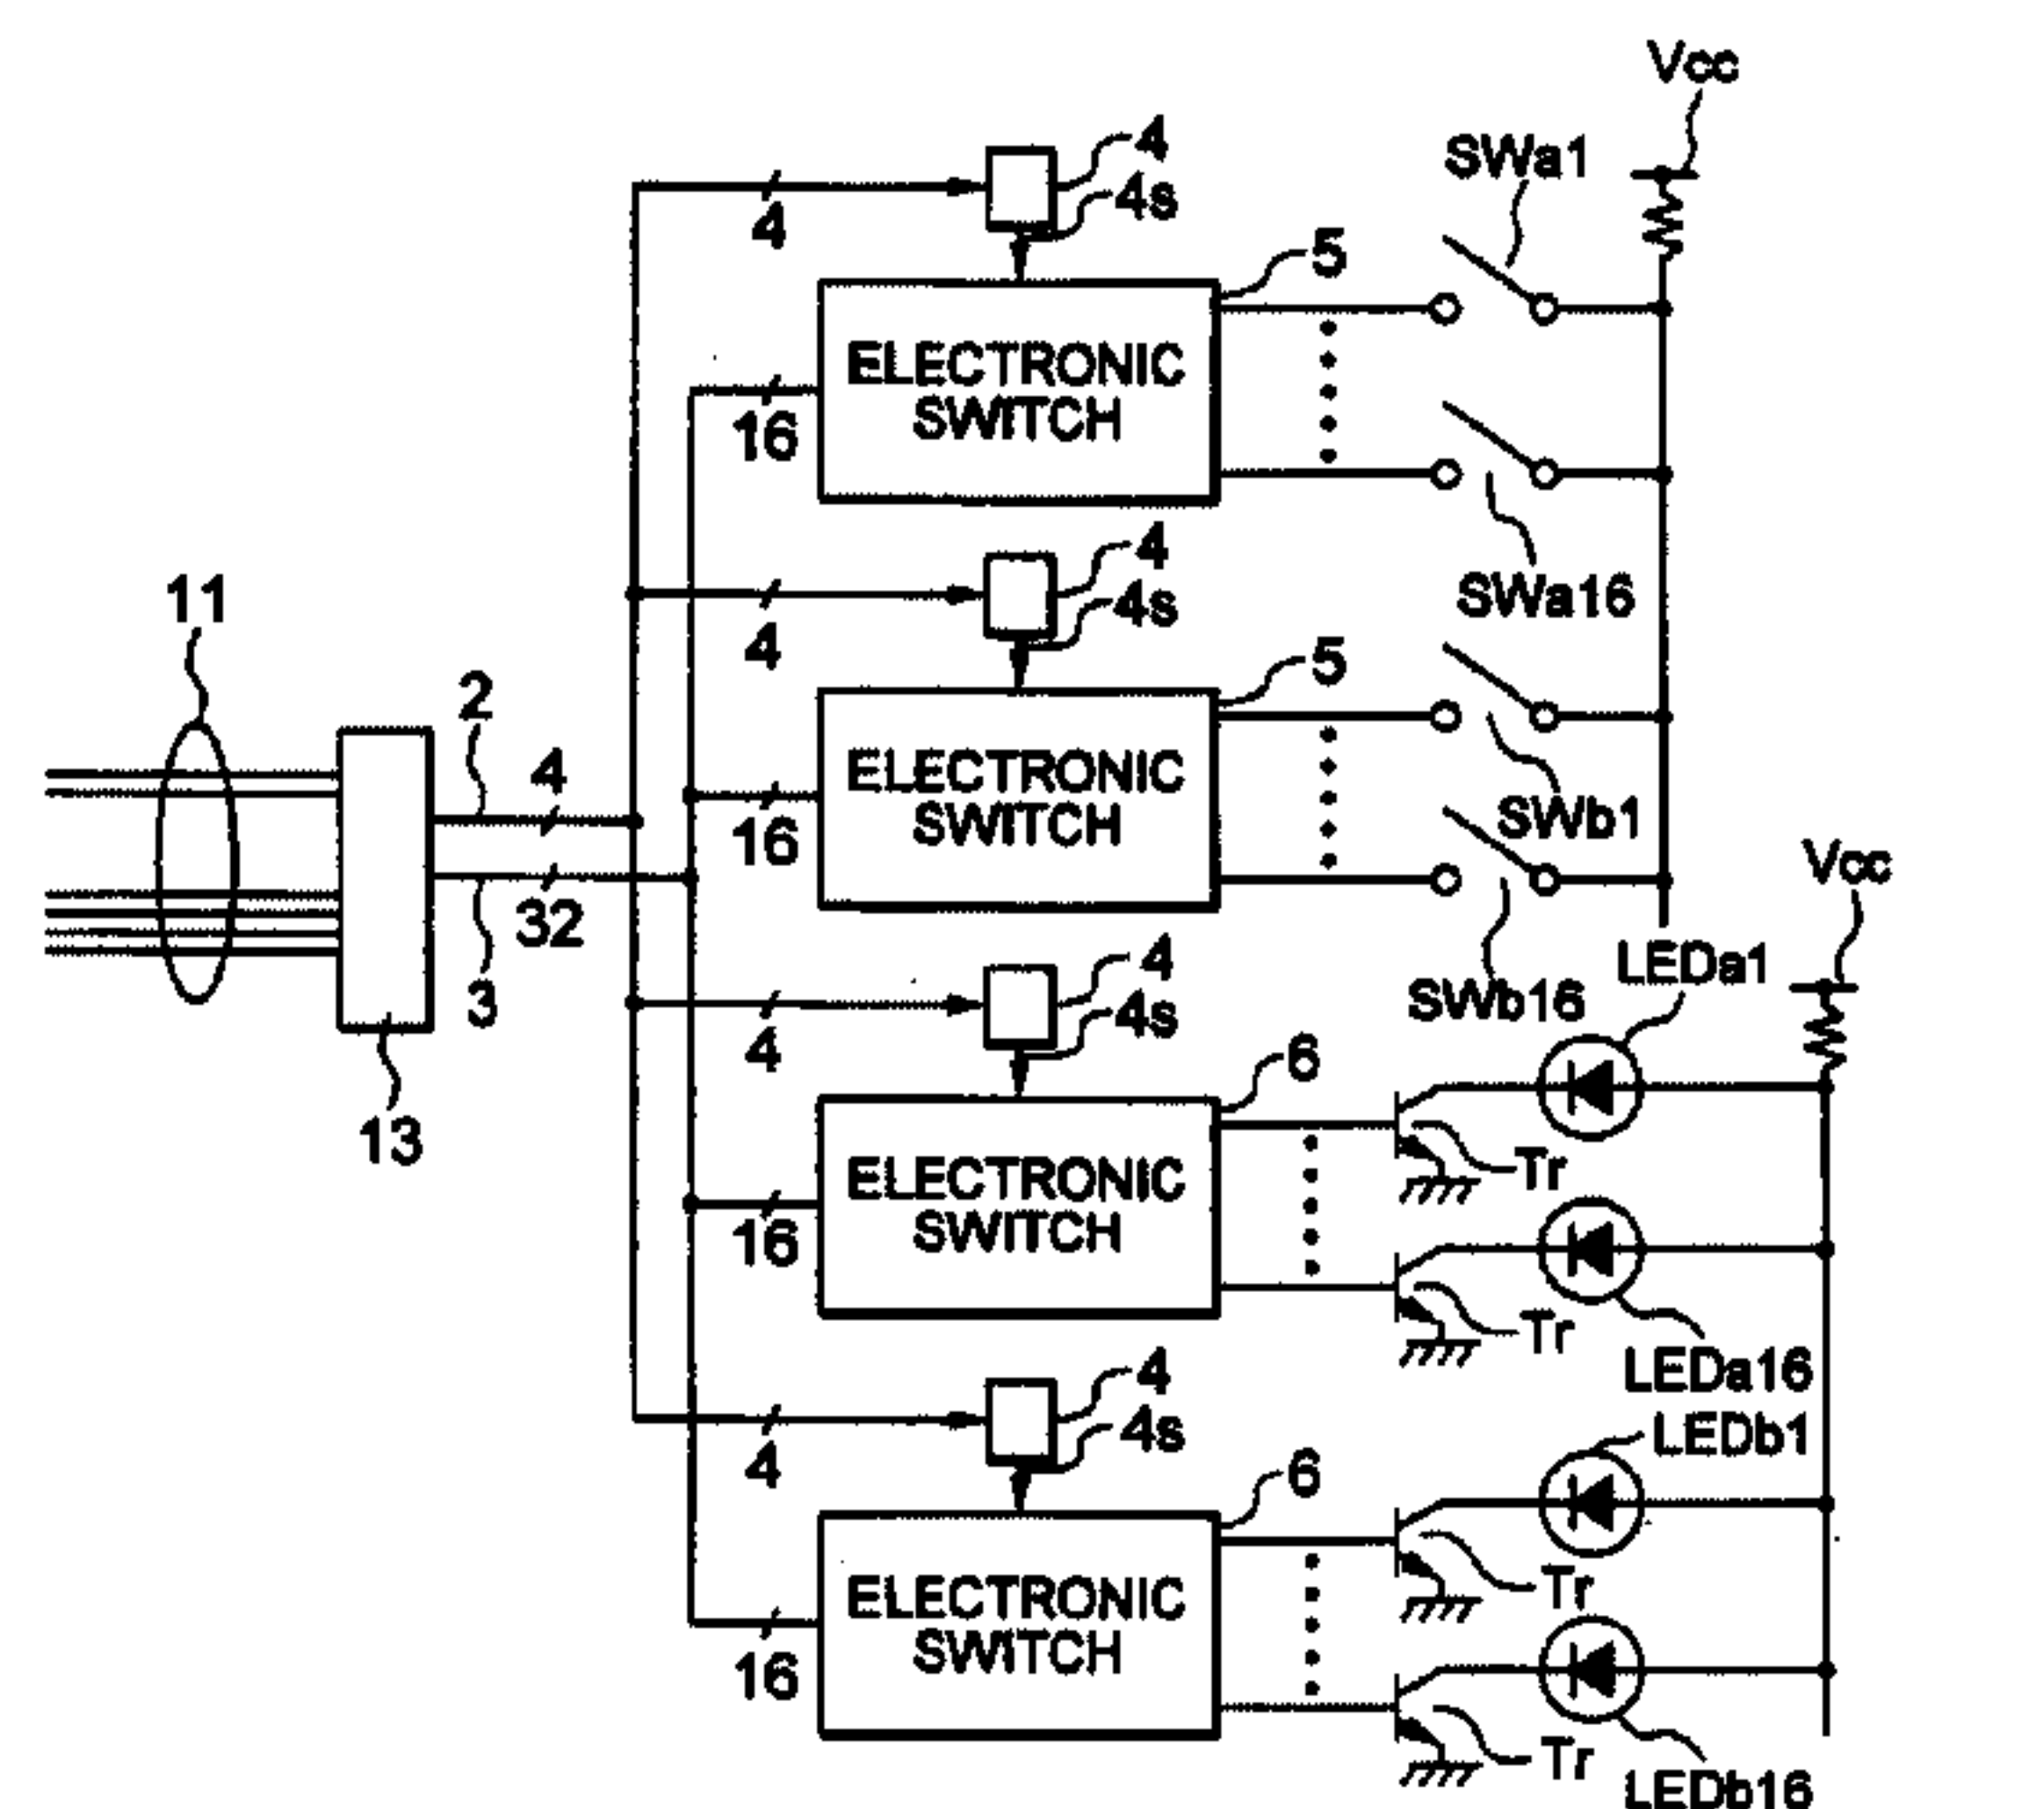 Vcc
SWa1
4
4s
4
5
ELECTRONIC
SWITCH
16
SWa16
4
4s
4
5
ELECTRONIC
SWITCH
16
SWb1
SWb16
11
2
4
32
3
13
Vcc
LEDa1
4
4s
4
6
ELECTRONIC
SWITCH
16
Tr
Tr
LEDa16
LEDb1
4
4s
4
6
ELECTRONIC
SWITCH
16
Tr
Tr
LEDb16